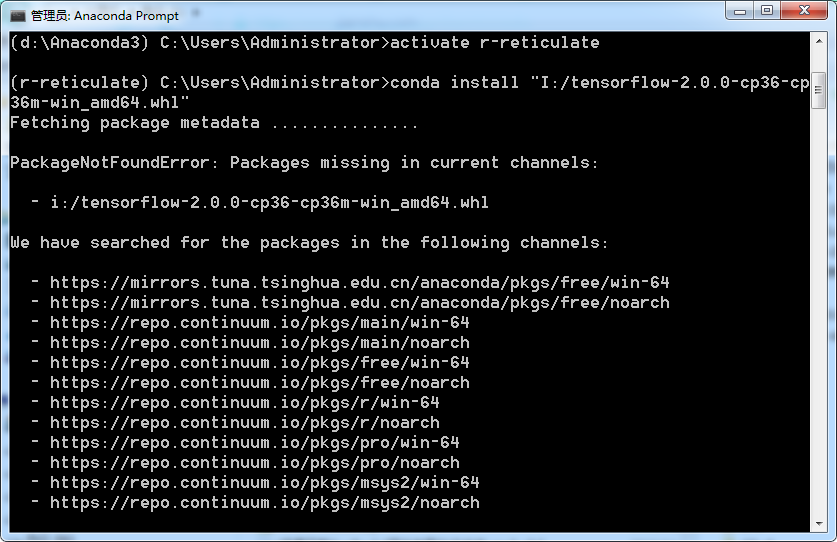 管理员: Anaconda Prompt
(d:\Anaconda3) C:\Users\Administrator>activate r-reticulate
(r-reticulate) C:\Users\Administrator>conda install "I:/tensorflow-2.0.0-cp36-cp
36m-win_amd64.whl"
Fetching package metadata ...............
PackageNotFoundError: Packages missing in current channels:
- i:/tensorflow-2.0.0-cp36-cp36m-win_amd64.whl
We have searched for the packages in the following channels:
- https://mirrors.tuna.tsinghua.edu.cn/anaconda/pkgs/free/win-64
- https://mirrors.tuna.tsinghua.edu.cn/anaconda/pkgs/free/noarch
- https://repo.continuum.io/pkgs/main/win-64
- https://repo.continuum.io/pkgs/main/noarch
- https://repo.continuum.io/pkgs/free/win-64
- https://repo.continuum.io/pkgs/free/noarch
- https://repo.continuum.io/pkgs/r/win-64
- https://repo.continuum.io/pkgs/r/noarch
- https://repo.continuum.io/pkgs/pro/win-64
- https://repo.continuum.io/pkgs/pro/noarch
- https://repo.continuum.io/pkgs/msys2/win-64
- https://repo.continuum.io/pkgs/msys2/noarch